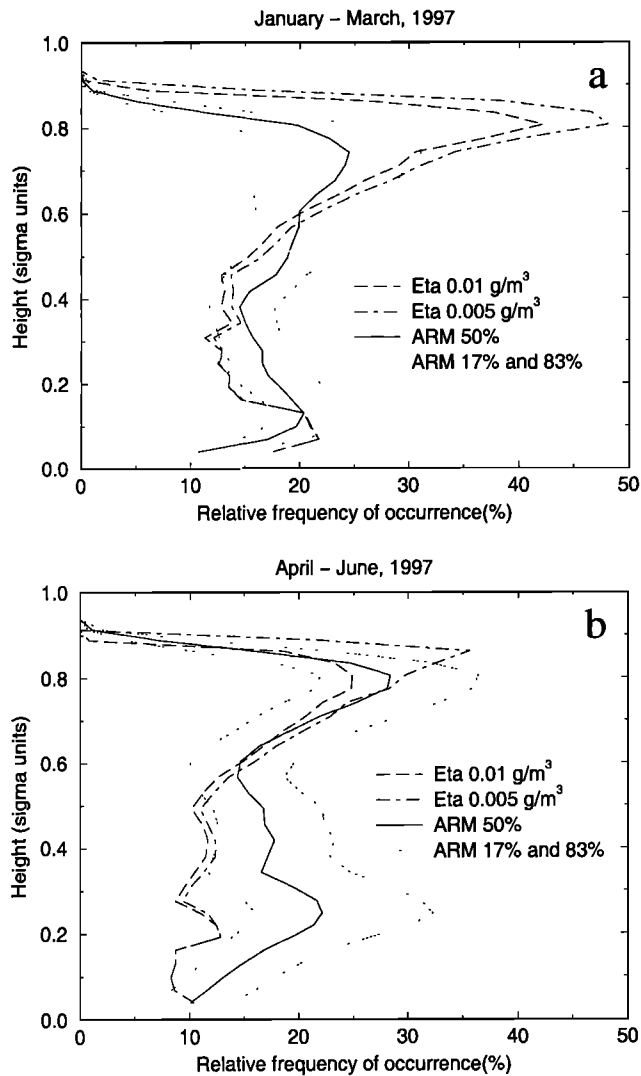 January – March, 1997
a
1.0
0.8
0.6
0.4
0.2
0.0
Height (sigma units)
Eta 0.01 g/m³
Eta 0.005 g/m³
ARM 50%
ARM 17% and 83%
0
10
20
30
40
50
Relative frequency of occurrence(%)
April – June, 1997
b
1.0
0.8
0.6
0.4
0.2
0.0
Height (sigma units)
Eta 0.01 g/m³
Eta 0.005 g/m³
ARM 50%
ARM 17% and 83%
0
10
20
30
40
50
Relative frequency of occurrence(%)